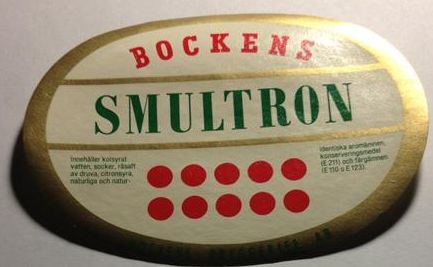 BOCKENS
SMULTRON
Innehåller kolsyrat
vatten, socker, råsaft
av druva, citronsyra,
naturliga och natur-
identiska aromämnen,
konserveringsmedel
(E 211) och färgämnen
(E 110 o E 123).